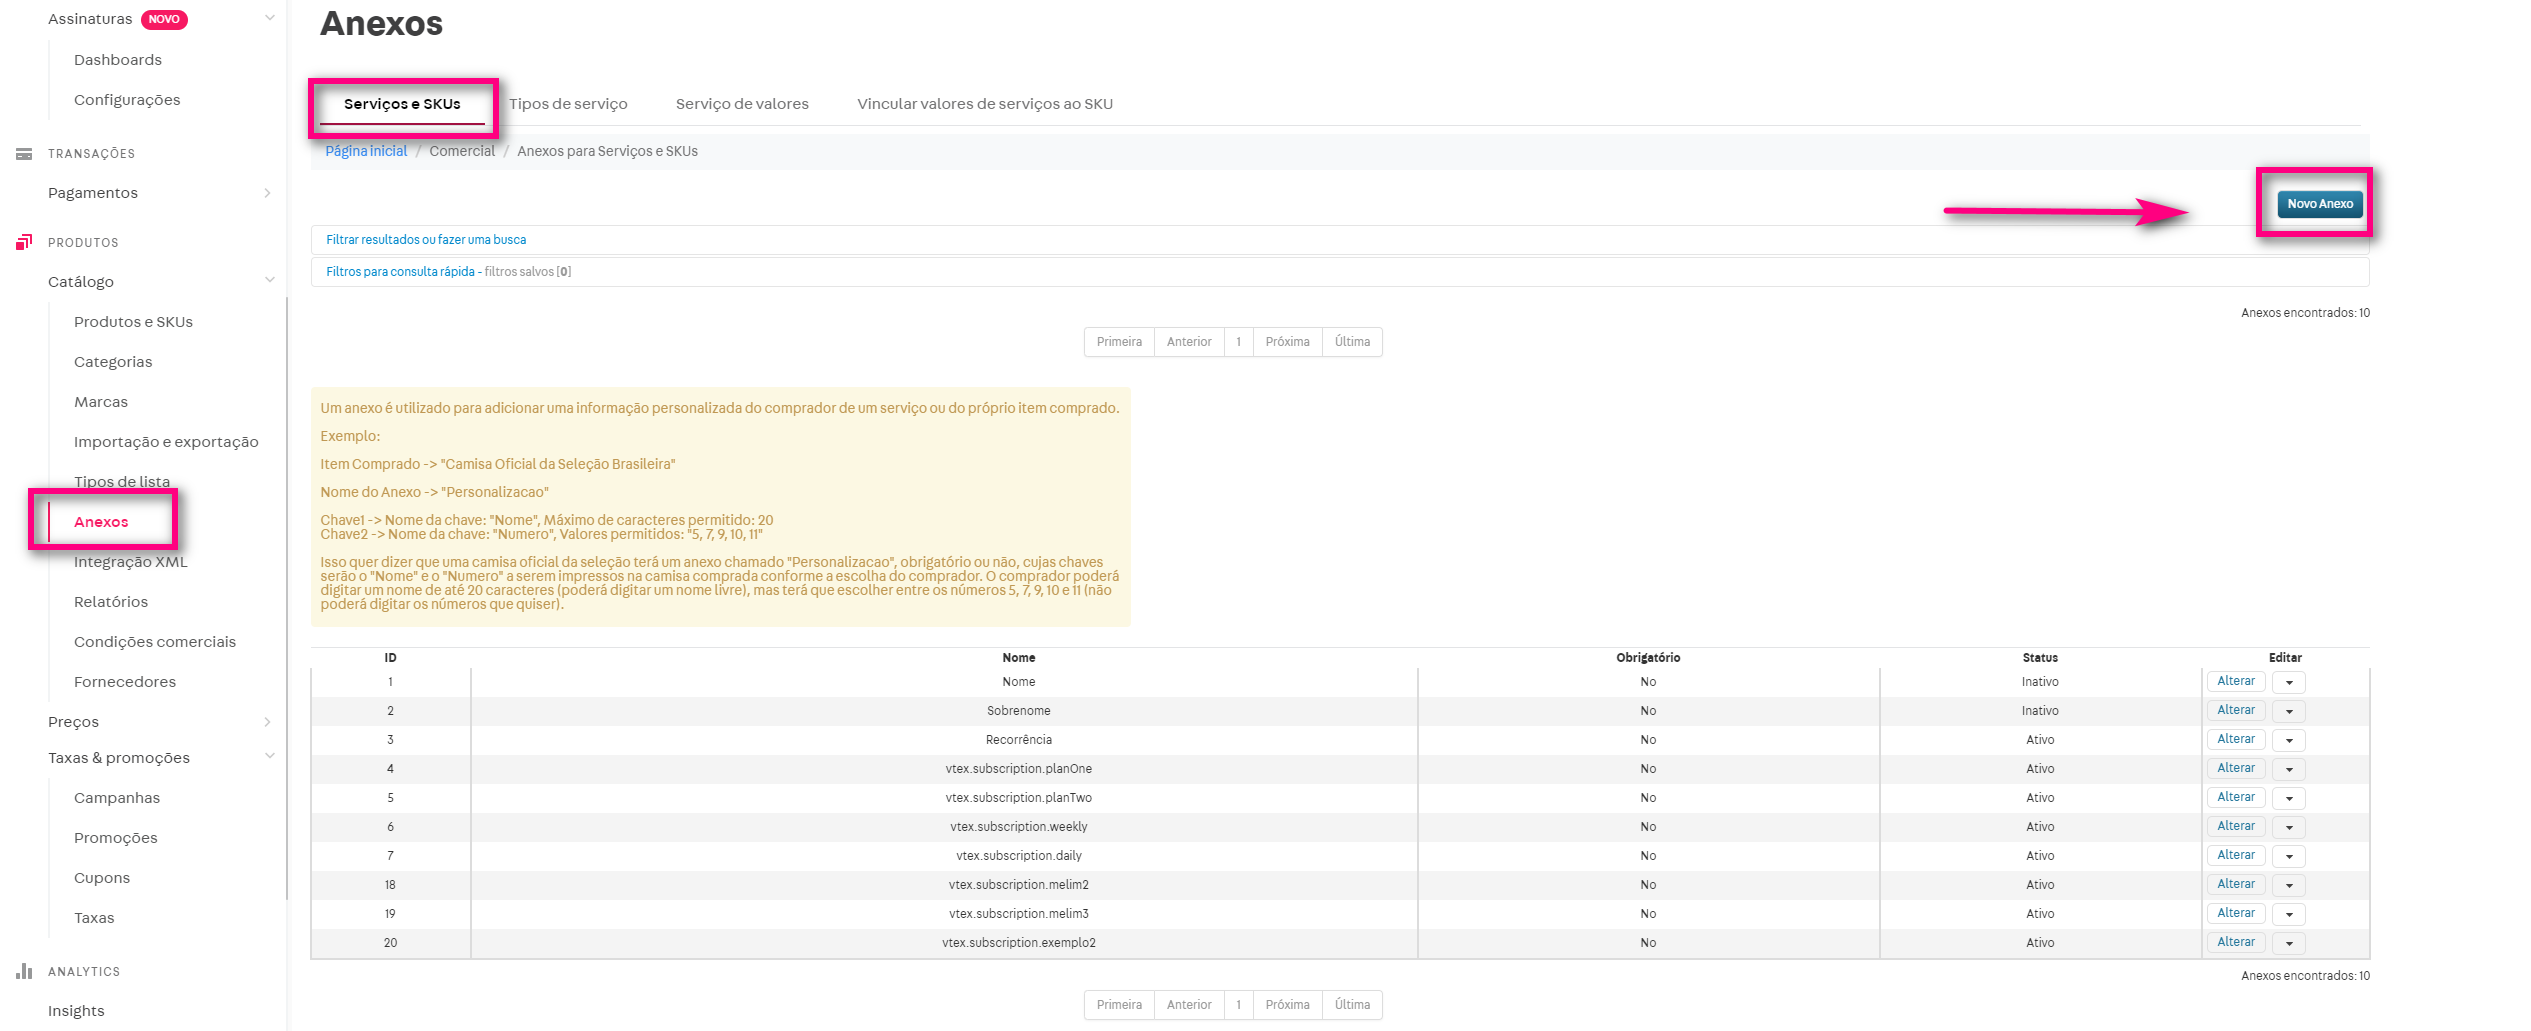 Assinaturas NOVO
Dashboards
Configurações
TRANSAÇÕES
Pagamentos
PRODUTOS
Catálogo
Produtos e SKUs
Categorias
Marcas
Importação e exportação
Tipos de lista
Anexos
Integração XML
Relatórios
Condições comerciais
Fornecedores
Preços
Taxas & promoções
Campanhas
Promoções
Cupons
Taxas
ANALYTICS
Insights
Anexos
Serviços e SKUs Tipos de serviço Serviço de valores Vincular valores de serviços ao SKU
Página inicial / Comercial / Anexos para Serviços e SKUs
Novo Anexo
Filtrar resultados ou fazer uma busca
Filtros para consulta rápida - filtros salvos [0]
Anexos encontrados: 10
Primeira Anterior 1 Próxima Última
Um anexo é utilizado para adicionar uma informação personalizada do comprador de um serviço ou do próprio item comprado.
Exemplo:
Item Comprado -> "Camisa Oficial da Seleção Brasileira"
Nome do Anexo -> "Personalizacao"
Chave1 -> Nome da chave: "Nome", Máximo de caracteres permitido: 20
Chave2 -> Nome da chave: "Numero", Valores permitidos: "5, 7, 9, 10, 11"
Isso quer dizer que uma camisa oficial da seleção terá um anexo chamado "Personalizacao", obrigatório ou não, cujas chaves
serão o "Nome" e o "Numero" a serem impressos na camisa comprada conforme a escolha do comprador. O comprador poderá
digitar um nome de até 20 caracteres (poderá digitar um nome livre), mas terá que escolher entre os números 5, 7, 9, 10 e 11 (não
poderá digitar os números que quiser).
ID Nome Obrigatório Status Editar
1 Nome No Inativo Alterar
2 Sobrenome No Inativo Alterar
3 Recorrência No Ativo Alterar
4 vtex.subscription.planOne No Ativo Alterar
5 vtex.subscription.planTwo No Ativo Alterar
6 vtex.subscription.weekly No Ativo Alterar
7 vtex.subscription.daily No Ativo Alterar
18 vtex.subscription.melim2 No Ativo Alterar
19 vtex.subscription.melim3 No Ativo Alterar
20 vtex.subscription.exemplo2 No Ativo Alterar
Anexos encontrados: 10
Primeira Anterior 1 Próxima Última